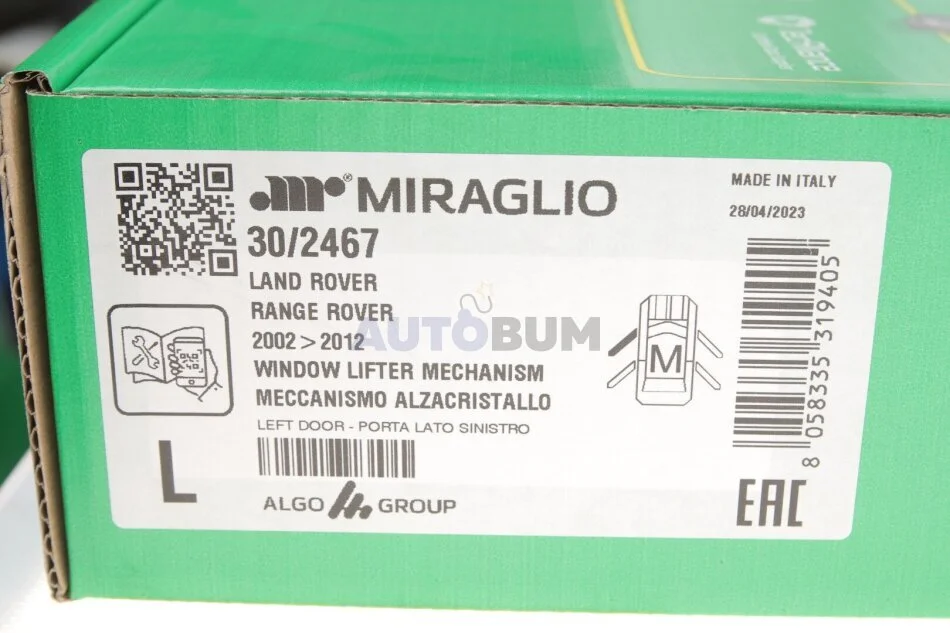 MIRAGLIO
MADE IN ITALY
28/04/2023
30/2467
LAND ROVER
RANGE ROVER
2002 > 2012
AUTOBUM
WINDOW LIFTER MECHANISM
MECCANISMO ALZACRISTALLO
LEFT DOOR - PORTA LATO SINISTRO
M
8 058335 319405
L
ALGO GROUP
EAC